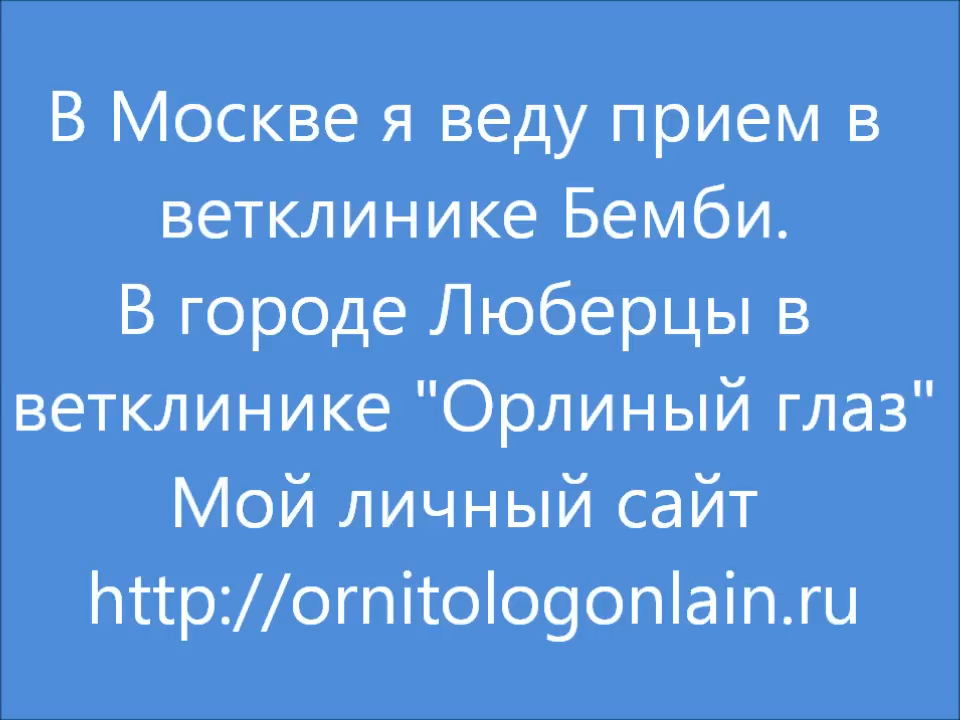 В Москве я веду прием в
ветклинике Бемби.
В городе Люберцы в
ветклинике "Орлиный глаз"
Мой личный сайт
http://ornitologonlain.ru